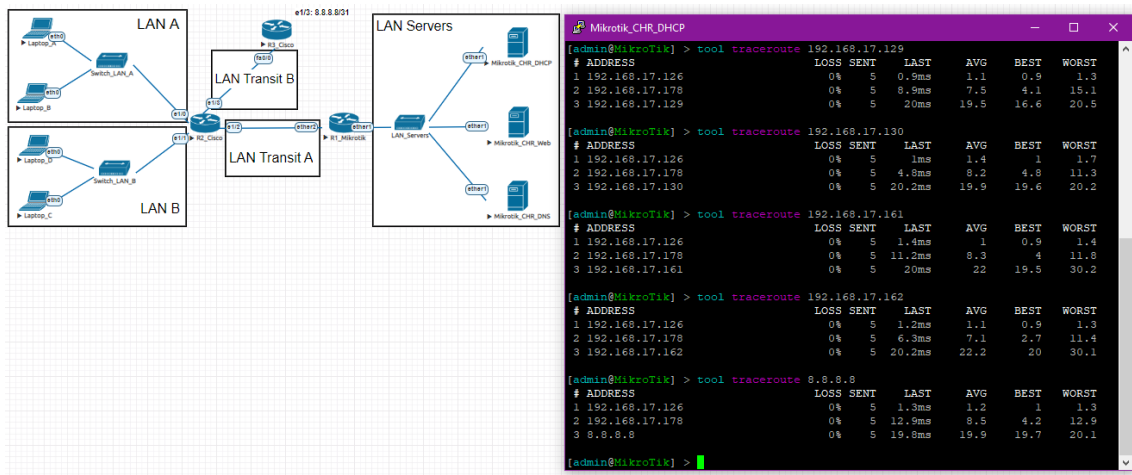 LAN A
e1/3: 8.8.8.8/31
LAN Servers
eth0
Laptop_A
Switch_LAN_A
eth0
Laptop_B
R3_Cisco
fa0/0
LAN Transit B
e1/3
e1/0
ether1
Mikrotik_CHR_DHCP
R2_Cisco
e1/2
ether2
R1_Mikrotik
ether1
LAN_Servers
ether1
Mikrotik_CHR_Web
e1/1
LAN Transit A
eth0
Laptop_D
Switch_LAN_B
eth0
Laptop_C
LAN B
ether1
Mikrotik_CHR_DNS
Mikrotik_CHR_DHCP
[admin@MikroTik] > tool traceroute 192.168.17.129
# ADDRESS LOSS SENT LAST AVG BEST WORST
1 192.168.17.126 0% 5 0.9ms 1.1 0.9 1.3
2 192.168.17.178 0% 5 8.9ms 7.5 4.1 15.1
3 192.168.17.129 0% 5 20ms 19.5 16.6 20.5
[admin@MikroTik] > tool traceroute 192.168.17.130
# ADDRESS LOSS SENT LAST AVG BEST WORST
1 192.168.17.126 0% 5 1ms 1.4 1 1.7
2 192.168.17.178 0% 5 4.8ms 8.2 4.8 11.3
3 192.168.17.130 0% 5 20.2ms 19.9 19.6 20.2
[admin@MikroTik] > tool traceroute 192.168.17.161
# ADDRESS LOSS SENT LAST AVG BEST WORST
1 192.168.17.126 0% 5 1.4ms 1 0.9 1.4
2 192.168.17.178 0% 5 11.2ms 8.3 4 11.8
3 192.168.17.161 0% 5 20ms 22 19.5 30.2
[admin@MikroTik] > tool traceroute 192.168.17.162
# ADDRESS LOSS SENT LAST AVG BEST WORST
1 192.168.17.126 0% 5 1.2ms 1.1 0.9 1.3
2 192.168.17.178 0% 5 6.3ms 7.1 2.7 11.4
3 192.168.17.162 0% 5 20.2ms 22.2 20 30.1
[admin@MikroTik] > tool traceroute 8.8.8.8
# ADDRESS LOSS SENT LAST AVG BEST WORST
1 192.168.17.126 0% 5 1.3ms 1.2 1 1.3
2 192.168.17.178 0% 5 12.9ms 8.5 4.2 12.9
3 8.8.8.8 0% 5 19.8ms 19.9 19.7 20.1
[admin@MikroTik] >